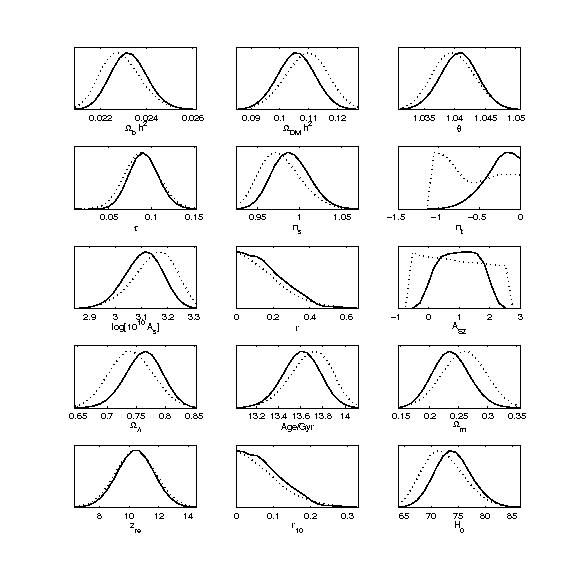 0.022 0.024 0.026
Ω_b h^2
0.09 0.1 0.11 0.12
Ω_DM h^2
1.035 1.04 1.045 1.05
θ
0.05 0.1 0.15
τ
0.95 1 1.05
n_s
−1.5 −1 −0.5 0
n_t
2.9 3 3.1 3.2 3.3
log[10^10 A_s]
0 0.2 0.4 0.6
r
−1 0 1 2 3
A_SZ
0.65 0.7 0.75 0.8 0.85
Ω_Λ
13.2 13.4 13.6 13.8 14
Age/Gyr
0.15 0.2 0.25 0.3 0.35
Ω_m
8 10 12 14
z_re
0 0.1 0.2 0.3
r_10
65 70 75 80 85
H_0